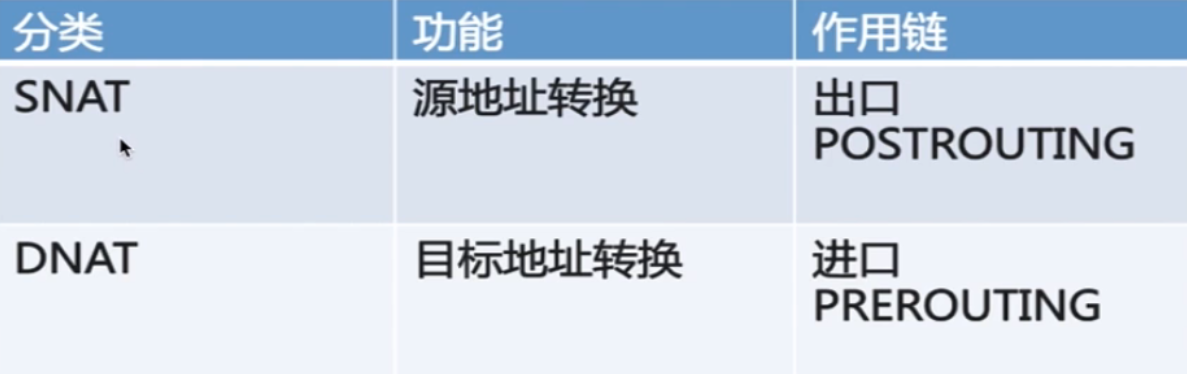 分类 功能 作用链
SNAT 源地址转换 出口
POSTROUTING
DNAT 目标地址转换 进口
PREROUTING